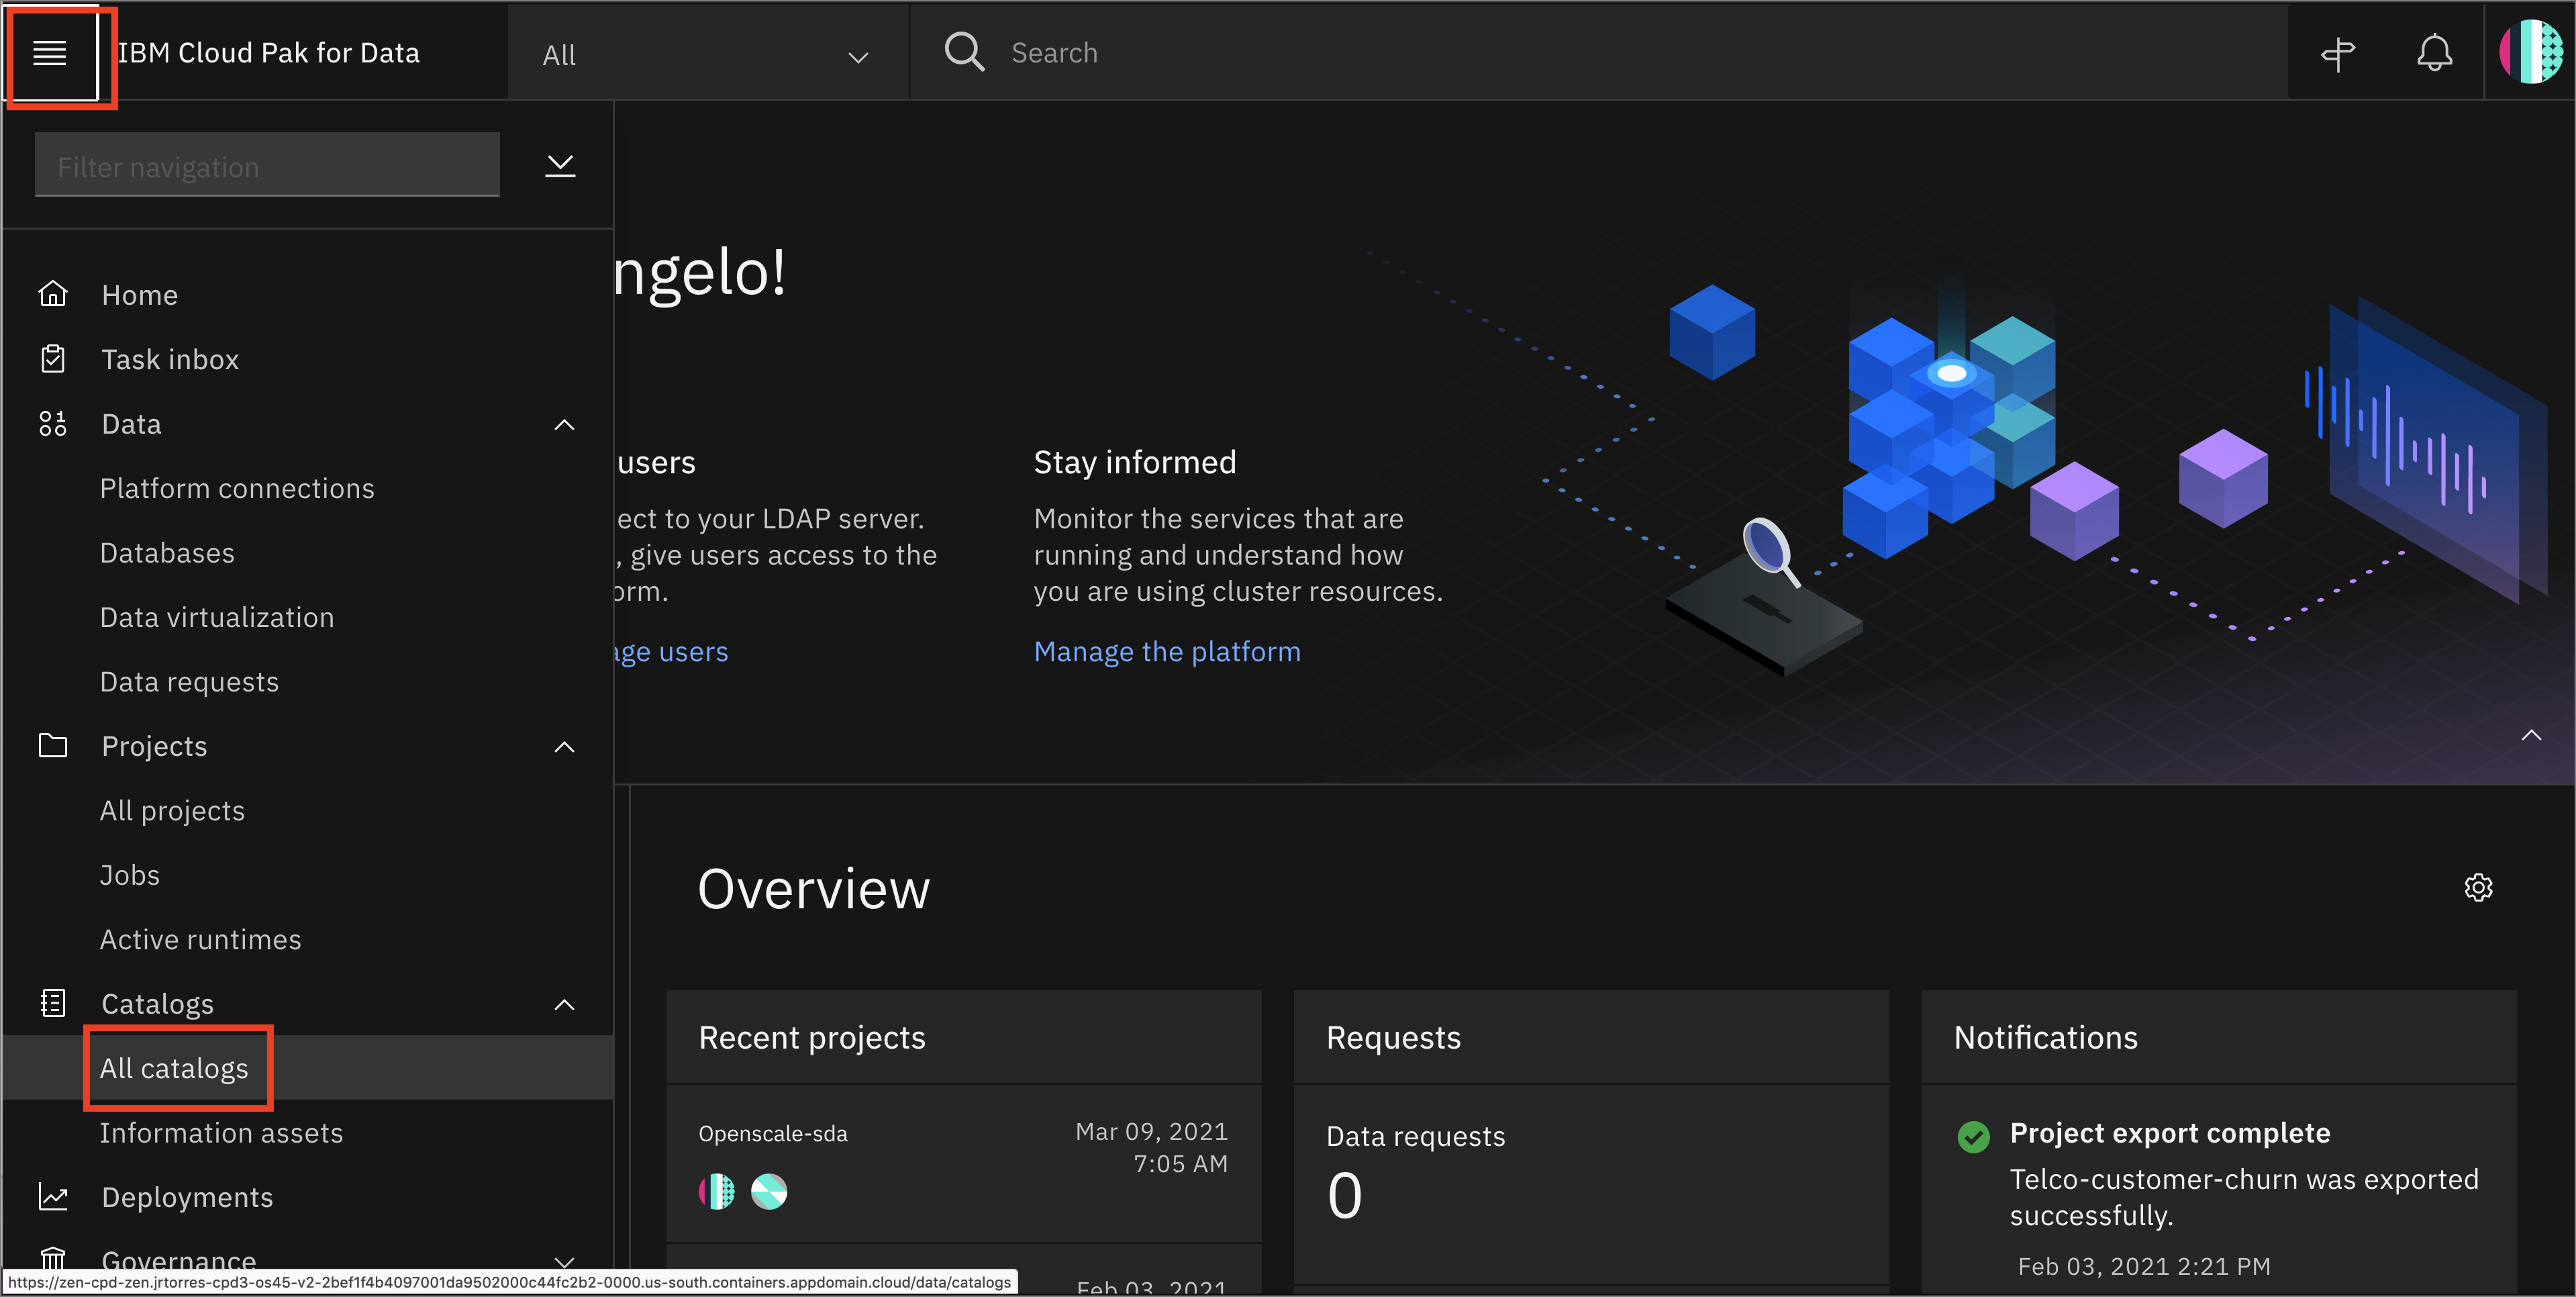 IBM Cloud Pak for Data
All
Search
Filter navigation
Home
Task inbox
Data
Platform connections
Databases
Data virtualization
Data requests
Projects
All projects
Jobs
Active runtimes
Catalogs
All catalogs
Information assets
Deployments
Governance
https://zen-cpd-zen.jrtorres-cpd3-os45-v2-2bef1f4b4097001da9502000c44fc2b2-0000.us-south.containers.appdomain.cloud/data/catalogs
ngelo!
users
ect to your LDAP server.
, give users access to the
orm.
age users
Stay informed
Monitor the services that are
running and understand how
you are using cluster resources.
Manage the platform
Overview
Recent projects
Openscale-sda
Mar 09, 2021
7:05 AM
Feb 03, 2021
Requests
Data requests
0
Notifications
Project export complete
Telco-customer-churn was exported
successfully.
Feb 03, 2021 2:21 PM